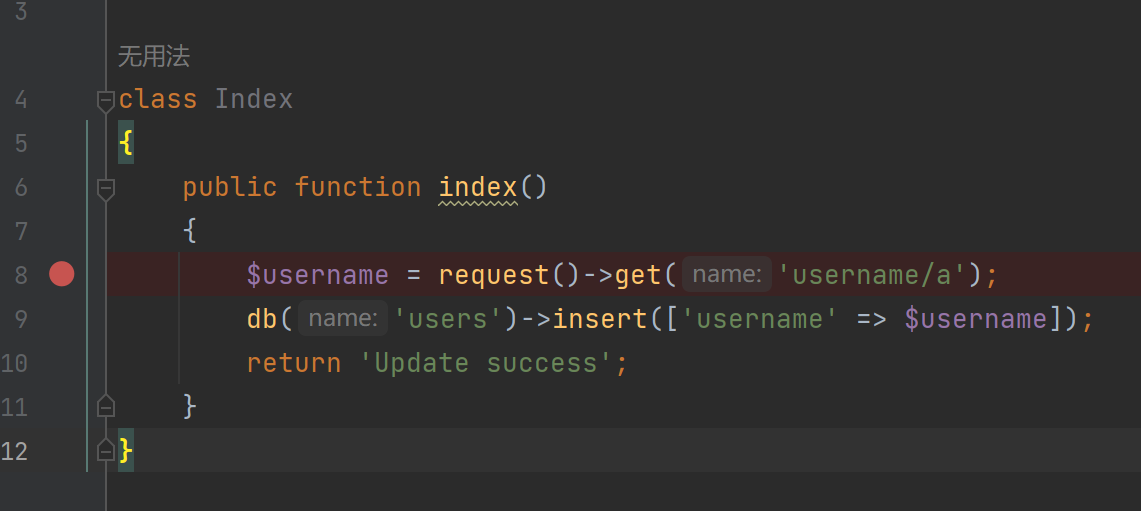 3
无用法
4 class Index
5 {
6 public function index()
7 {
8 $username = request()->get( name: 'username/a');
9 db( name: 'users')->insert(['username' => $username]);
10 return 'Update success';
11 }
12 }